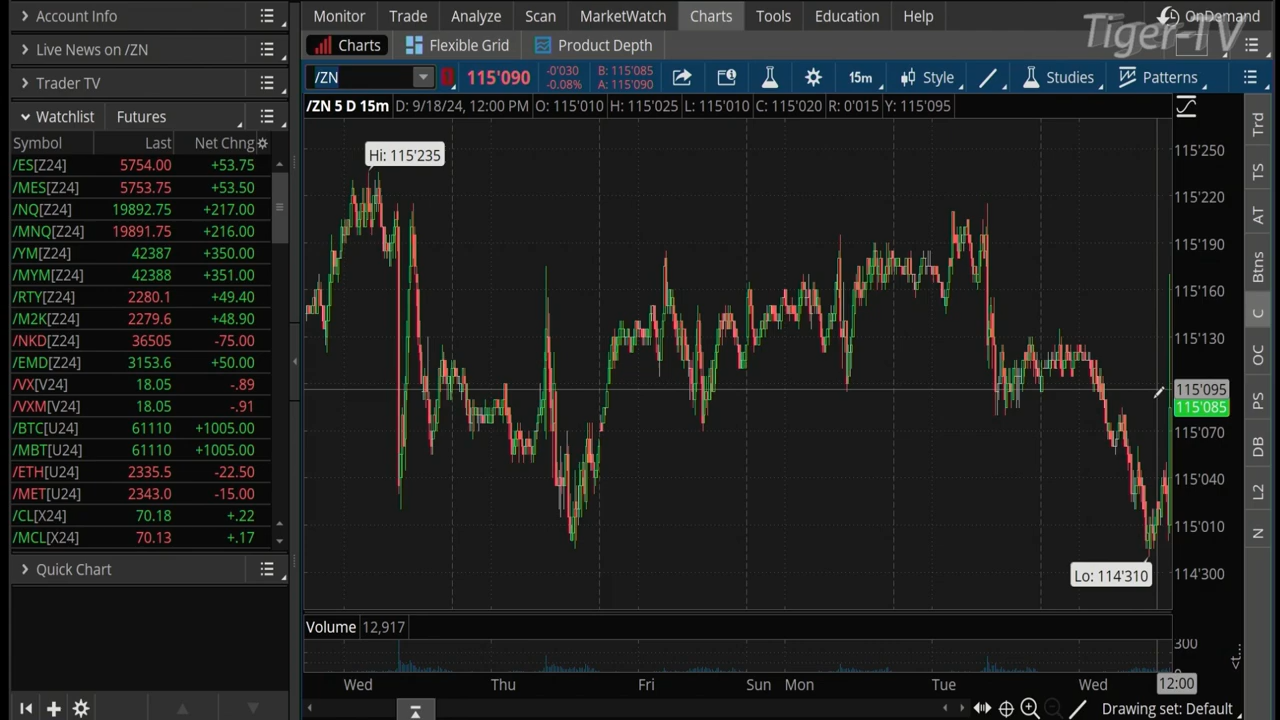 Account Info
Live News on /ZN
Trader TV
Watchlist Futures
Symbol Last Net Chng
/ES[Z24] 5754.00 +53.75
/MES[Z24] 5753.75 +53.50
/NQ[Z24] 19892.75 +217.00
/MNQ[Z24] 19891.75 +216.00
/YM[Z24] 42387 +350.00
/MYM[Z24] 42388 +351.00
/RTY[Z24] 2280.1 +49.40
/M2K[Z24] 2279.6 +48.90
/NKD[Z24] 36505 -75.00
/EMD[Z24] 3153.6 +50.00
/VX[V24] 18.05 -.89
/VXM[V24] 18.05 -.91
/BTC[U24] 61110 +1005.00
/MBT[U24] 61110 +1005.00
/ETH[U24] 2335.5 -22.50
/MET[U24] 2343.0 -15.00
/CL[X24] 70.18 +.22
/MCL[X24] 70.13 +.17
Quick Chart
Monitor Trade Analyze Scan MarketWatch Charts Tools Education Help
OnDemand
Tiger-TV
Charts Flexible Grid Product Depth
/ZN 115'090 -0'030 B: 115'085
-0.08% A: 115'090
15m Style Studies Patterns
/ZN 5 D 15m D: 9/18/24, 12:00 PM O: 115'010 H: 115'025 L: 115'010 C: 115'020 R: 0'015 Y: 115'095
Hi: 115'235
Lo: 114'310
115'250
115'220
115'190
115'160
115'130
115'095
115'085
115'070
115'040
115'010
114'300
Volume 12,917
300
0
Wed Thu Fri Sun Mon Tue Wed 12:00
Drawing set: Default
Trd
TS
AT
Btns
C
OC
PS
DB
L2
N